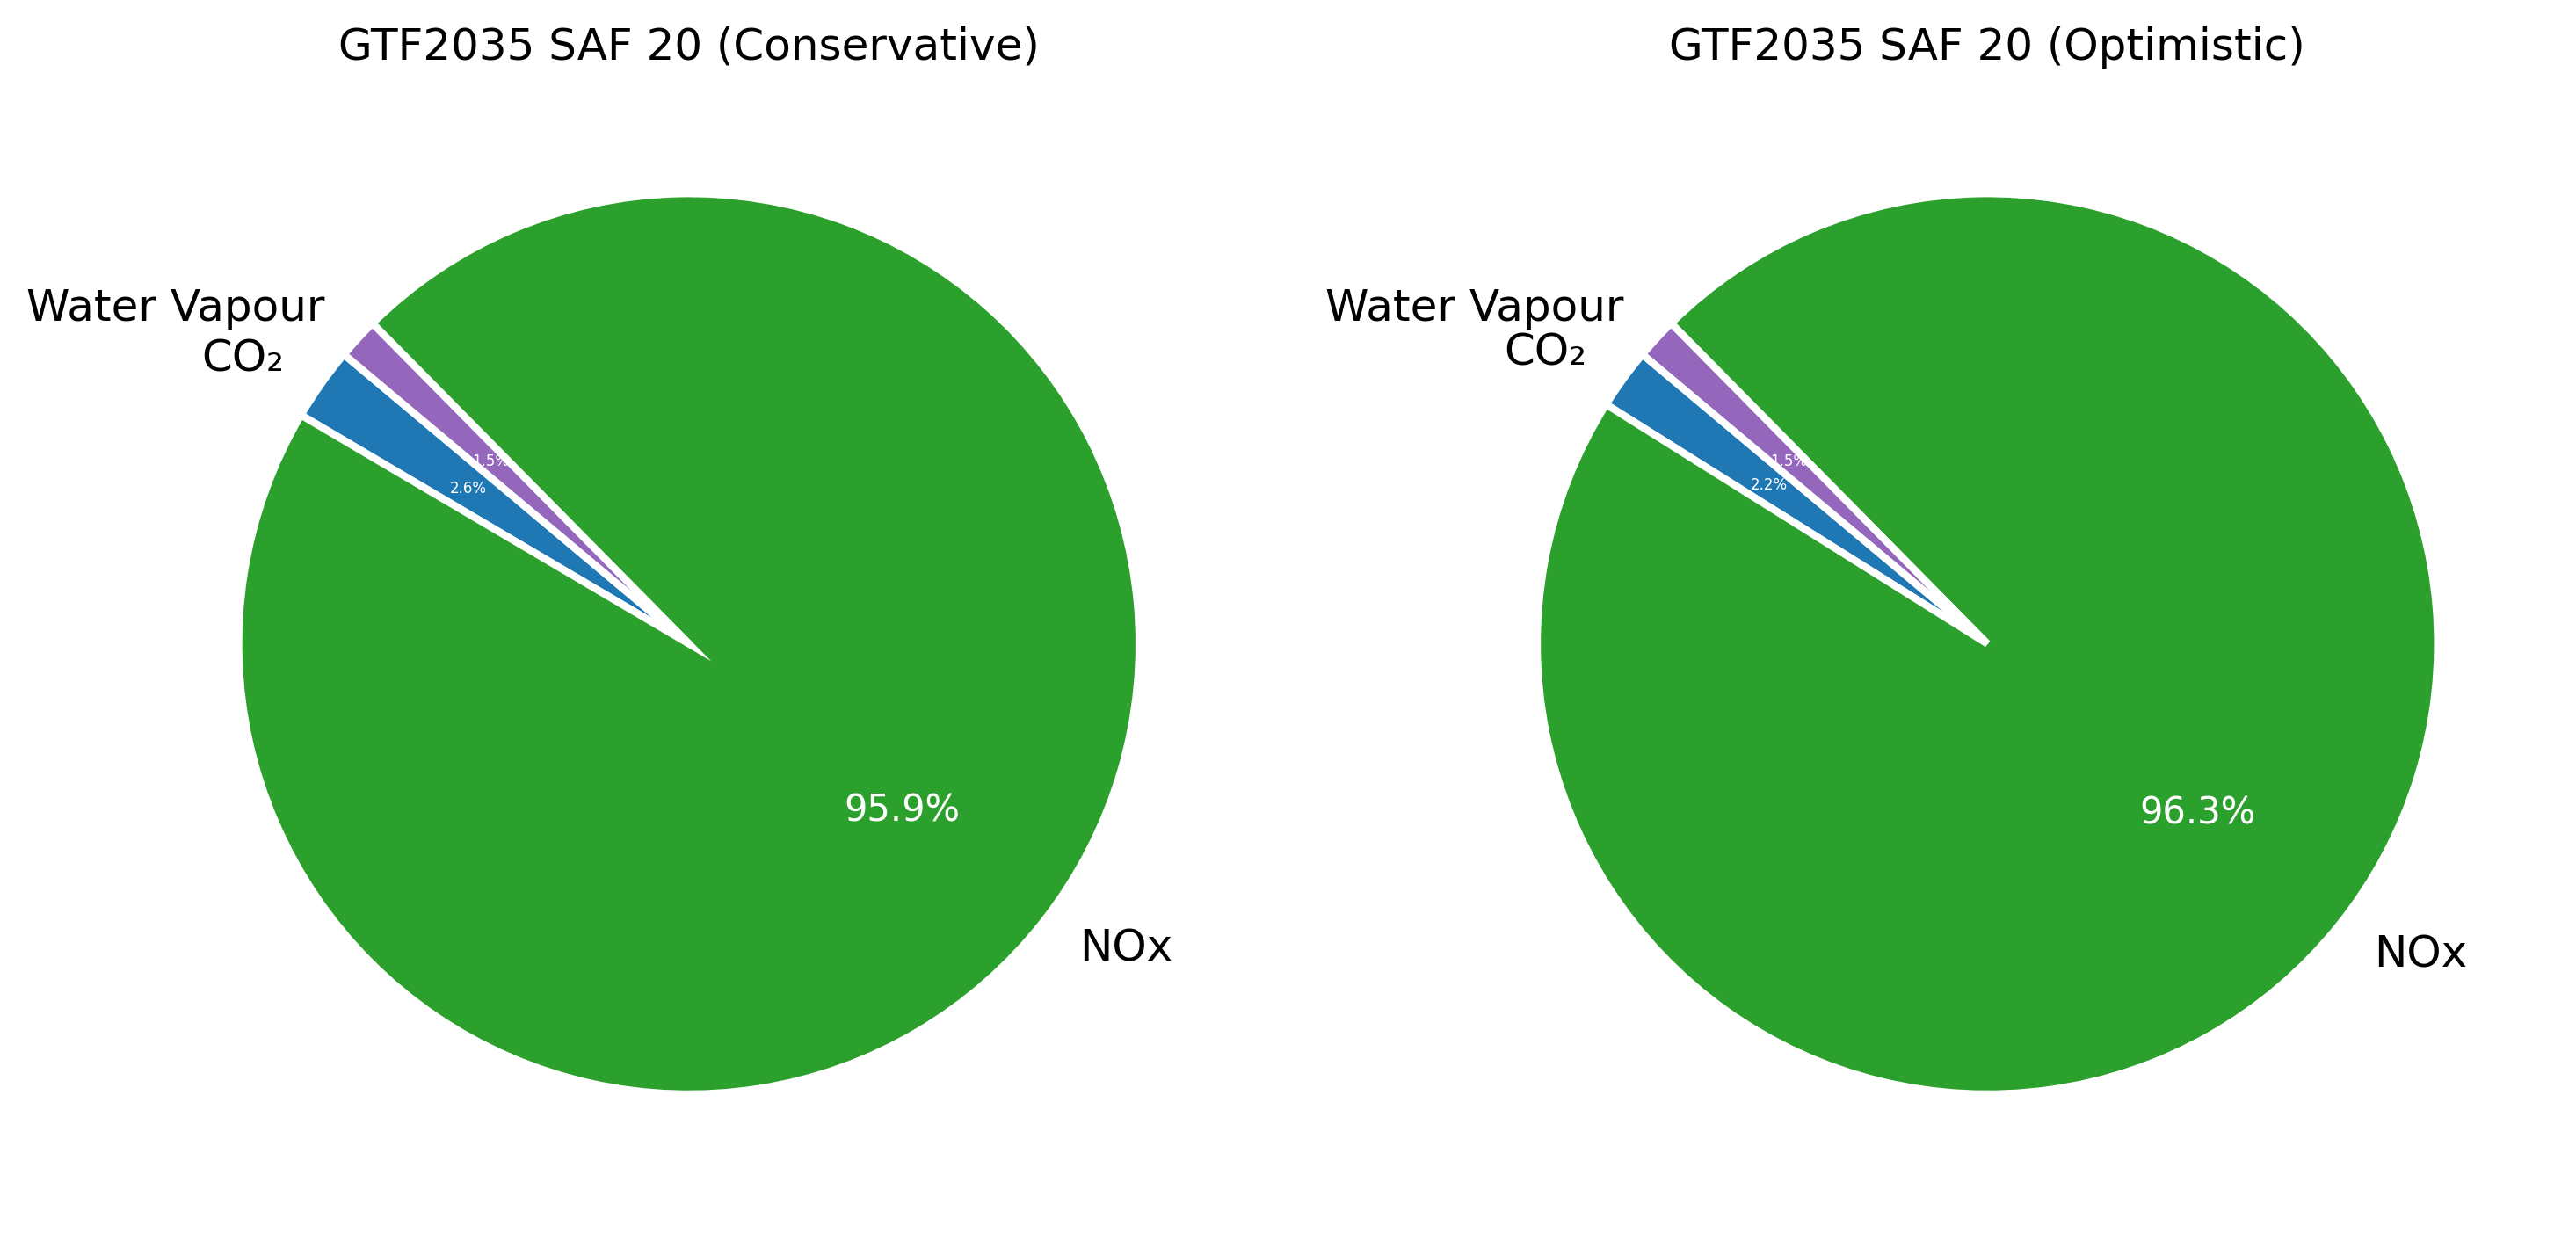 GTF2035 SAF 20 (Conservative)
Water Vapour
CO₂
1.5%
2.6%
95.9%
NOx
GTF2035 SAF 20 (Optimistic)
Water Vapour
CO₂
1.5%
2.2%
96.3%
NOx